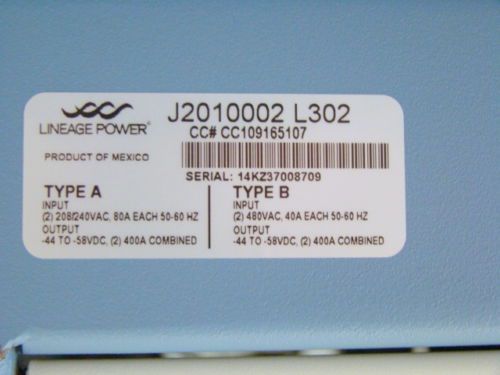 J2010002 L302
LINEAGE POWER®
CC# CC109165107
PRODUCT OF MEXICO
SERIAL: 14KZ37008709
TYPE A
INPUT
(2) 208/240VAC, 80A EACH 50-60 HZ
OUTPUT
-44 TO -58VDC, (2) 400A COMBINED
TYPE B
INPUT
(2) 480VAC, 40A EACH 50-60 HZ
OUTPUT
-44 TO -58VDC, (2) 400A COMBINED